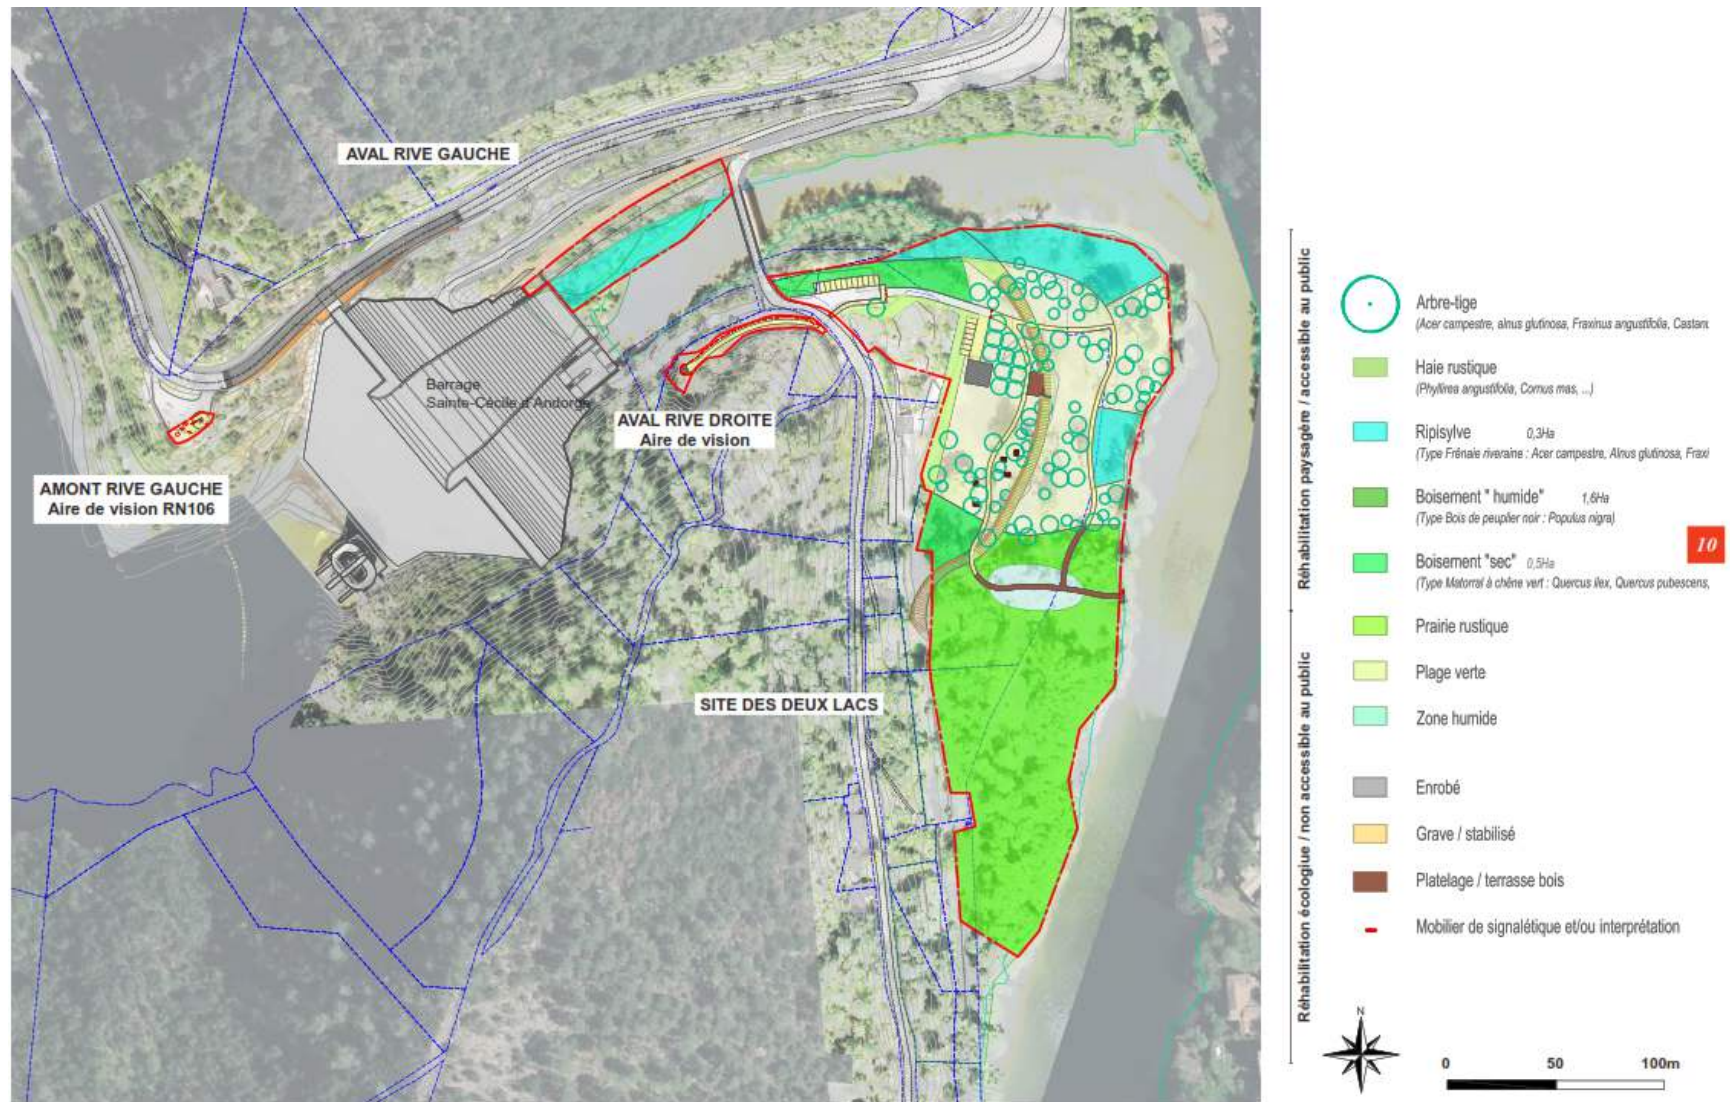 AVAL RIVE GAUCHE
Barrage
Sainte-Cécile d'Andorge
AVAL RIVE DROITE
Aire de vision
AMONT RIVE GAUCHE
Aire de vision RN106
SITE DES DEUX LACS
Réhabilitation paysagère / accessible au public
Réhabilitation écologique / non accessible au public
Arbre-tige
(Acer campestre, alnus glutinosa, Fraxinus angustifolia, Castan
Haie rustique
(Phyllirea angustifolia, Cornus mas, ...)
Ripisylve 0,3Ha
(Type Frênaie riveraine : Acer campestre, Alnus glutinosa, Fraxi
Boisement " humide" 1,6Ha
(Type Bois de peuplier noir : Populus nigra)
10
Boisement "sec" 0,5Ha
(Type Matorral à chêne vert : Quercus ilex, Quercus pubescens,
Prairie rustique
Plage verte
Zone humide
Enrobé
Grave / stabilisé
Platelage / terrasse bois
Mobilier de signalétique et/ou interprétation
N
0 50 100m